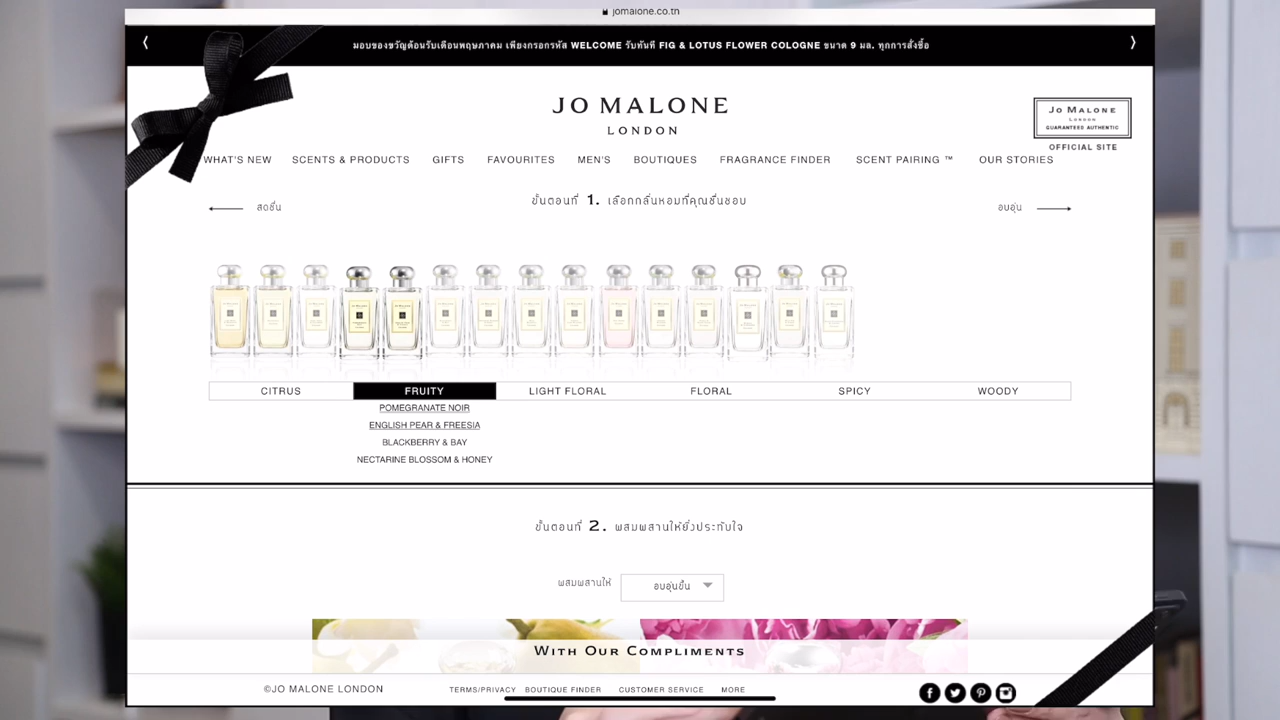 jomalone.co.th
มอบของขวัญต้อนรับเดือนพฤษภาคม เพียงกรอกรหัส WELCOME รับทันที FIG & LOTUS FLOWER COLOGNE ขนาด 9 มล. ทุกการสั่งซื้อ
JO MALONE
LONDON
JO MALONE
LONDON
GUARANTEED AUTHENTIC
OFFICIAL SITE
WHAT'S NEW SCENTS & PRODUCTS GIFTS FAVOURITES MEN'S BOUTIQUES FRAGRANCE FINDER SCENT PAIRING ™ OUR STORIES
ขั้นตอนที่ 1. เลือกกลิ่นหอมที่คุณชื่นชอบ
สดชื่น อบอุ่น
CITRUS FRUITY LIGHT FLORAL FLORAL SPICY WOODY
POMEGRANATE NOIR
ENGLISH PEAR & FREESIA
BLACKBERRY & BAY
NECTARINE BLOSSOM & HONEY
ขั้นตอนที่ 2. ผสมผสานให้ยิ่งประทับใจ
ผสมผสานให้ อบอุ่นขึ้น
WITH OUR COMPLIMENTS
©JO MALONE LONDON TERMS/PRIVACY BOUTIQUE FINDER CUSTOMER SERVICE MORE